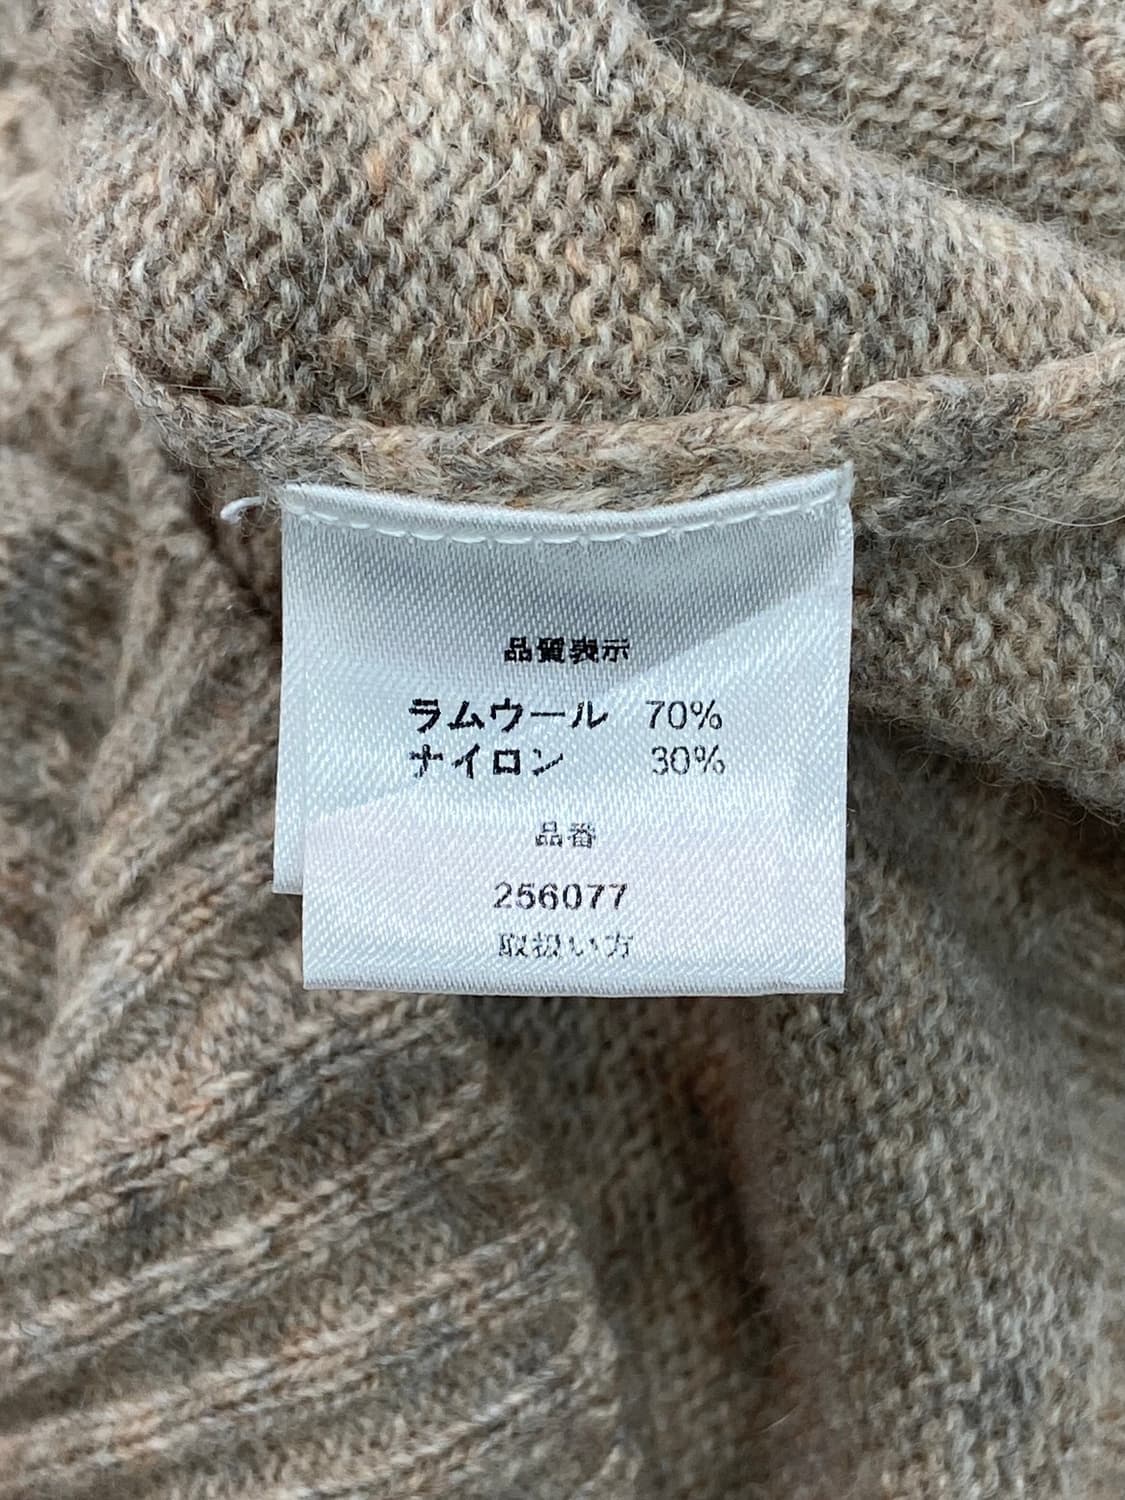 品質表示
ラムウール 70%
ナイロン 30%
品番
256077
取扱い方